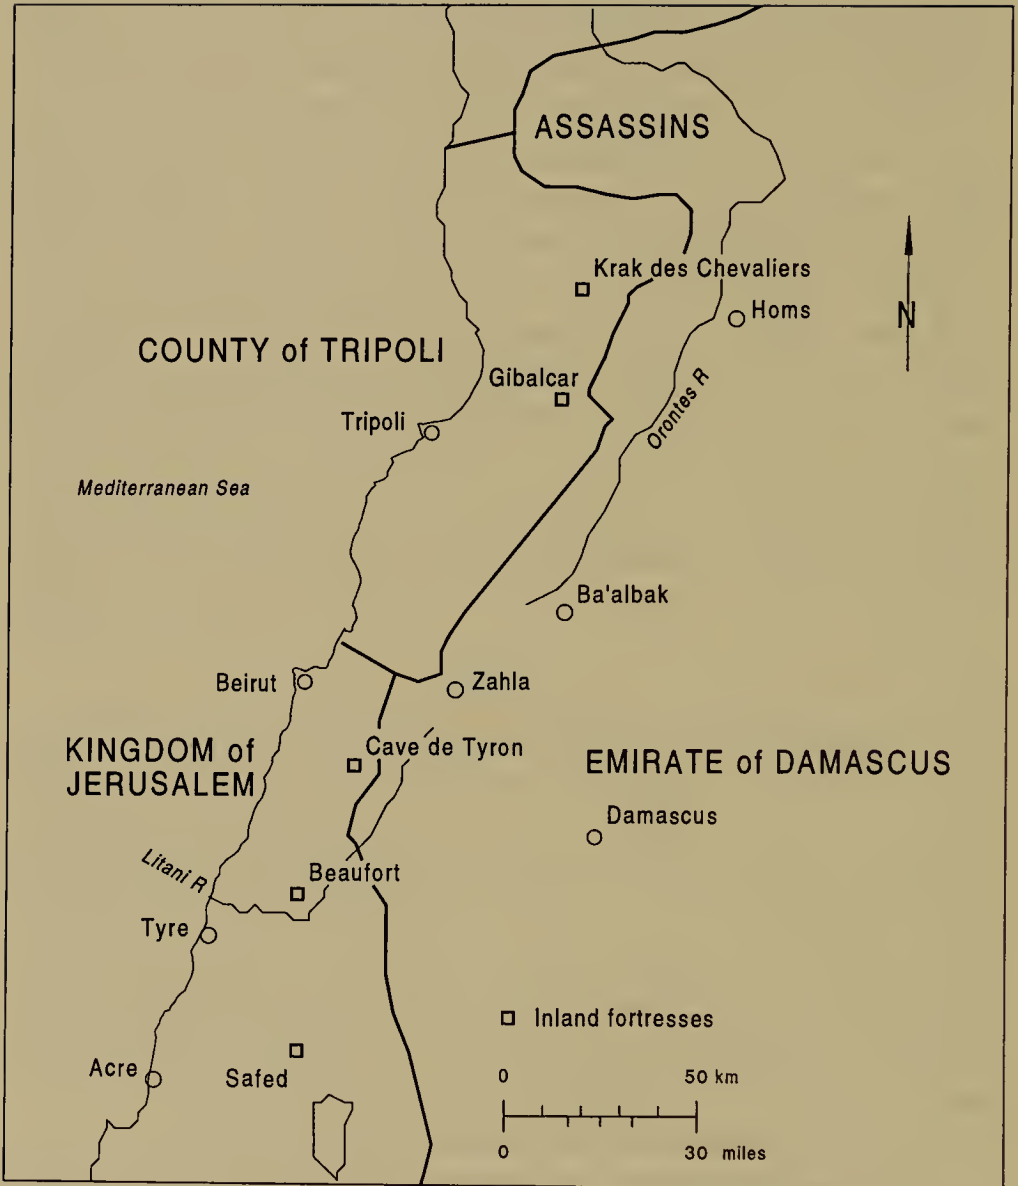 ASSASSINS
Krak des Chevaliers
Homs
N
COUNTY of TRIPOLI
Gibalcar
Orontes R
Tripoli
Mediterranean Sea
Ba'albak
Beirut
Zahla
KINGDOM of
JERUSALEM
Cave de Tyron
EMIRATE of DAMASCUS
Damascus
Litani R
Beaufort
Tyre
Inland fortresses
Acre
Safed
0 50 km
0 30 miles